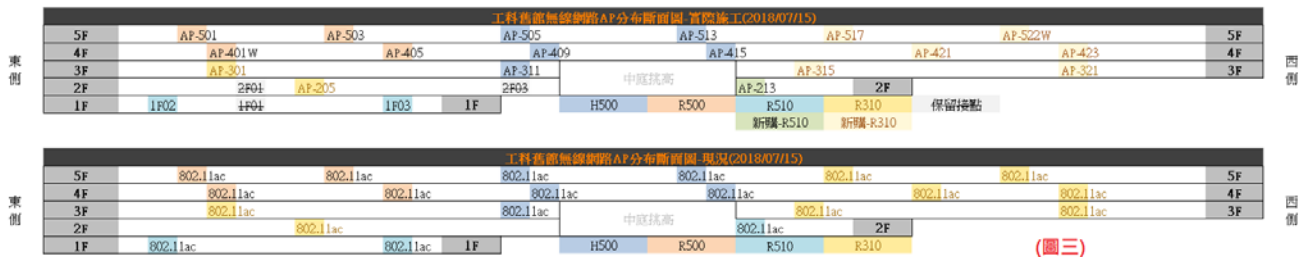 工科舊館無線網路AP分布斷面圖-實際施工(2018/07/15)
5F AP-501 AP-503 AP-505 AP-513 AP-517 AP-522W 5F
4F AP-401W AP-405 AP-409 AP-415 AP-421 AP-423 4F
東側 西側
3F AP-301 AP-311 中庭挑高 AP-315 AP-321 3F
2F 2F01 AP-205 2F03 AP-213 2F
1F 1F02 1F01 1F03 1F H500 R500 R510 R310 保留接點
新購-R510 新購-R310
工科舊館無線網路AP分布斷面圖-現況(2018/07/15)
5F 802.11ac 802.11ac 802.11ac 802.11ac 802.11ac 802.11ac 5F
4F 802.11ac 802.11ac 802.11ac 802.11ac 802.11ac 802.11ac 4F
東側 西側
3F 802.11ac 802.11ac 中庭挑高 802.11ac 802.11ac 3F
2F 802.11ac 802.11ac 2F
1F 802.11ac 802.11ac 1F H500 R500 R510 R310 (圖三)